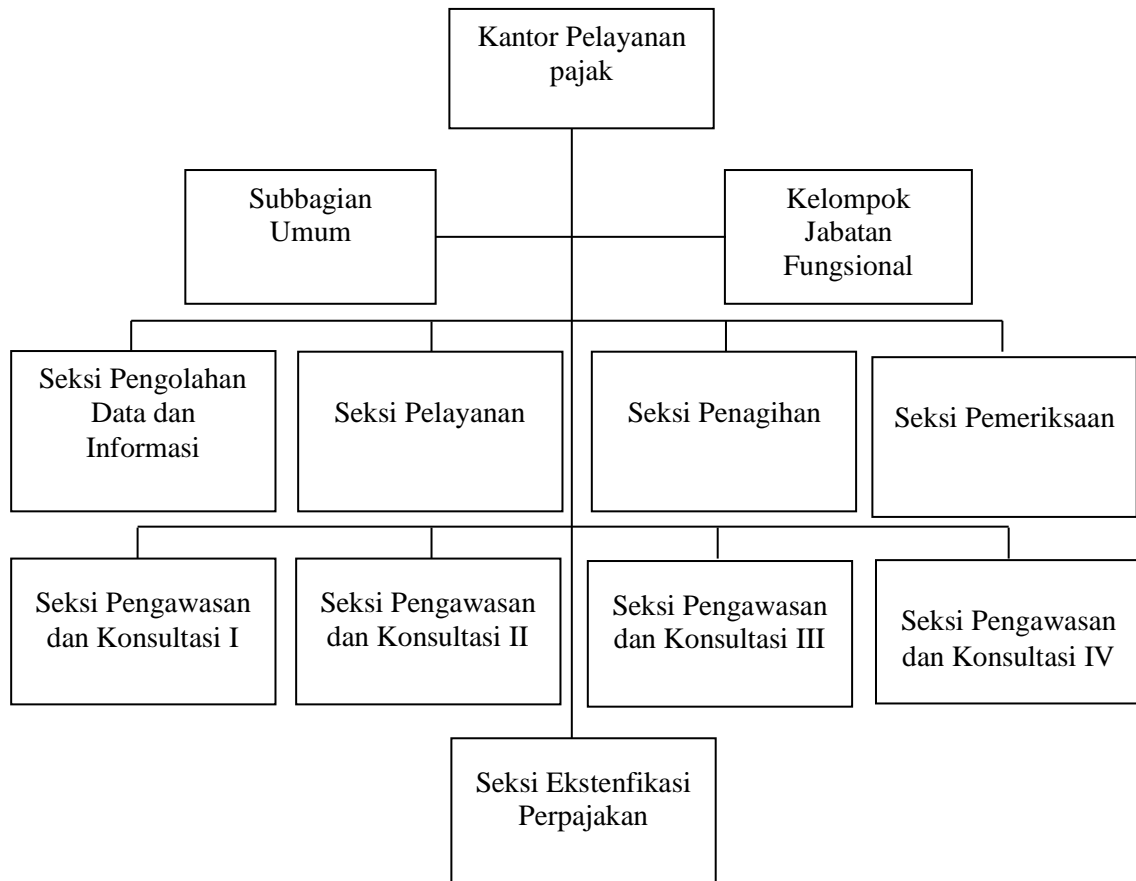 Kantor Pelayanan
pajak
Subbagian
Umum
Kelompok
Jabatan
Fungsional
Seksi Pengolahan
Data dan
Informasi
Seksi Pelayanan
Seksi Penagihan
Seksi Pemeriksaan
Seksi Pengawasan
dan Konsultasi I
Seksi Pengawasan
dan Konsultasi II
Seksi Pengawasan
dan Konsultasi III
Seksi Pengawasan
dan Konsultasi IV
Seksi Ekstenfikasi
Perpajakan